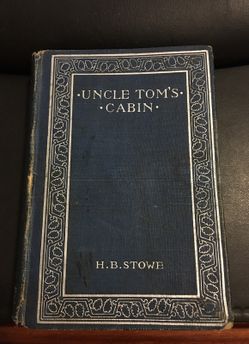 ·UNCLE TOM'S·
·CABIN·
H.B.STOWE